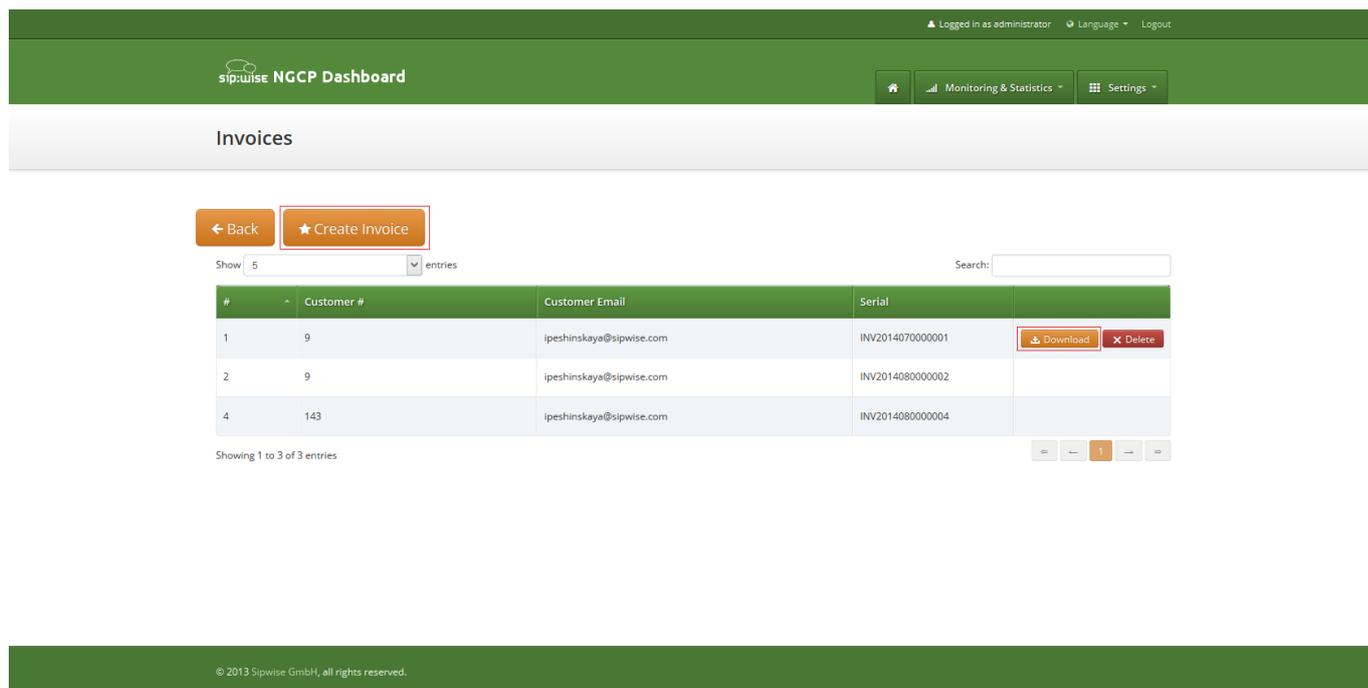 Logged in as administrator Language Logout
sip:wise NGCP Dashboard
Monitoring & Statistics Settings
Invoices
Back Create Invoice
Show 5 entries Search:
# Customer # Customer Email Serial
1 9 ipeshinskaya@sipwise.com INV2014070000001 Download Delete
2 9 ipeshinskaya@sipwise.com INV2014080000002
4 143 ipeshinskaya@sipwise.com INV2014080000004
Showing 1 to 3 of 3 entries 1
© 2013 Sipwise GmbH, all rights reserved.